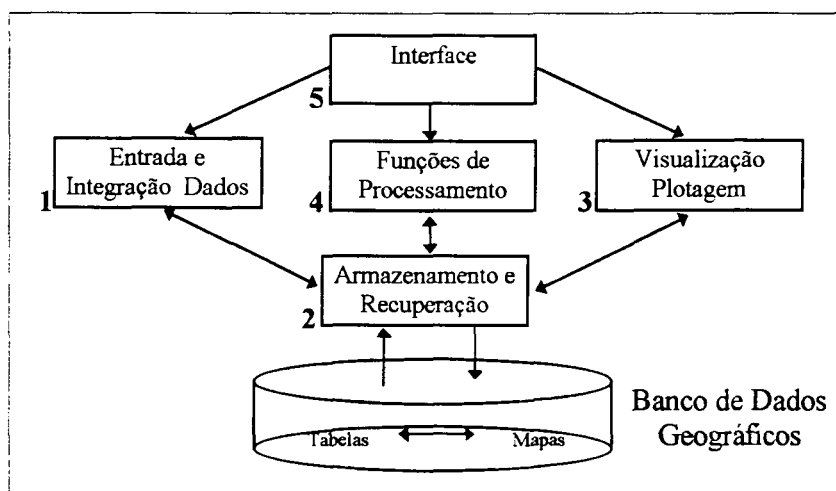 Interface
5
Entrada e
Integração Dados
1
Funções de
Processamento
4
Visualização
Plotagem
3
Armazenamento e
Recuperação
2
Tabelas
Mapas
Banco de Dados
Geográficos